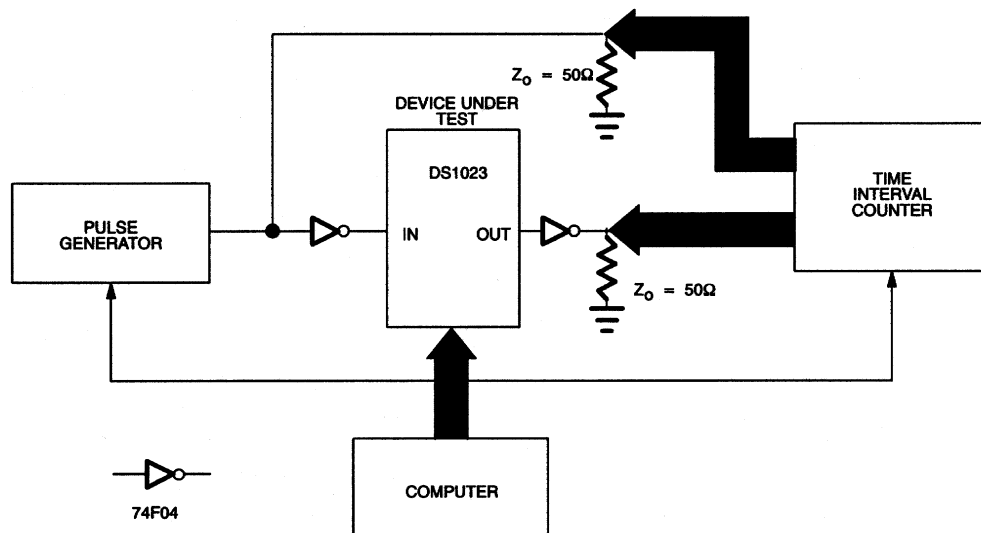 Z₀ = 50Ω
DEVICE UNDER
TEST
DS1023
TIME
INTERVAL
COUNTER
PULSE
GENERATOR
IN
OUT
Z₀ = 50Ω
COMPUTER
74F04